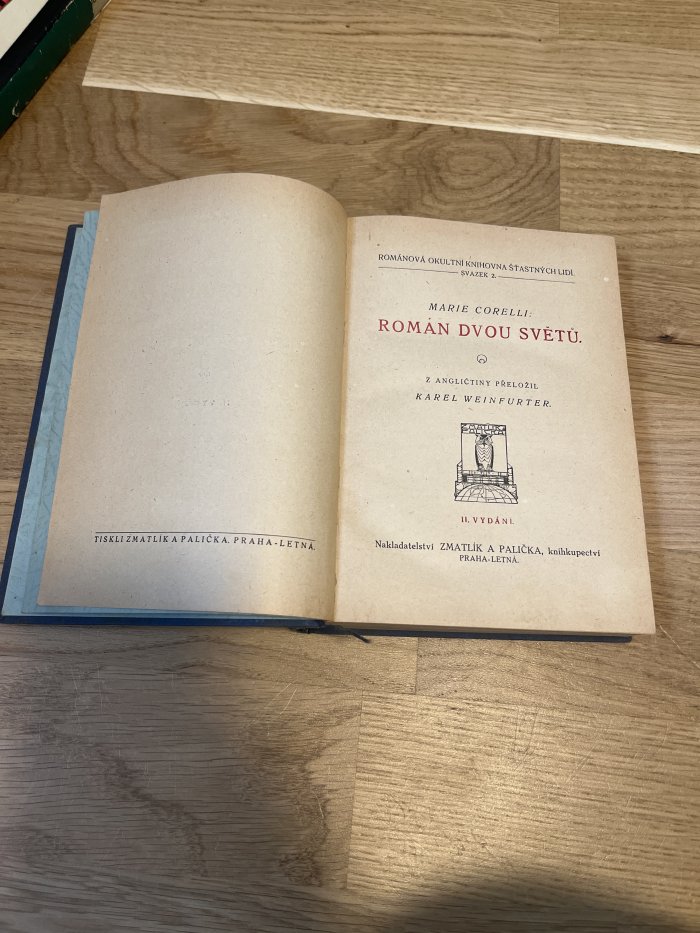 TISKLI ZMATLÍK A PALIČKA. PRAHA-LETNÁ.
ROMÁNOVÁ OKULTNÍ KNIHOVNA ŠŤASTNÝCH LIDÍ.
SVAZEK 2.
MARIE CORELLI:
ROMÁN DVOU SVĚTŮ.
Z ANGLIČTINY PŘELOŽIL
KAREL WEINFURTER.
II. VYDÁNÍ.
Nakladatelství ZMATLÍK A PALIČKA, knihkupectví
PRAHA-LETNÁ.